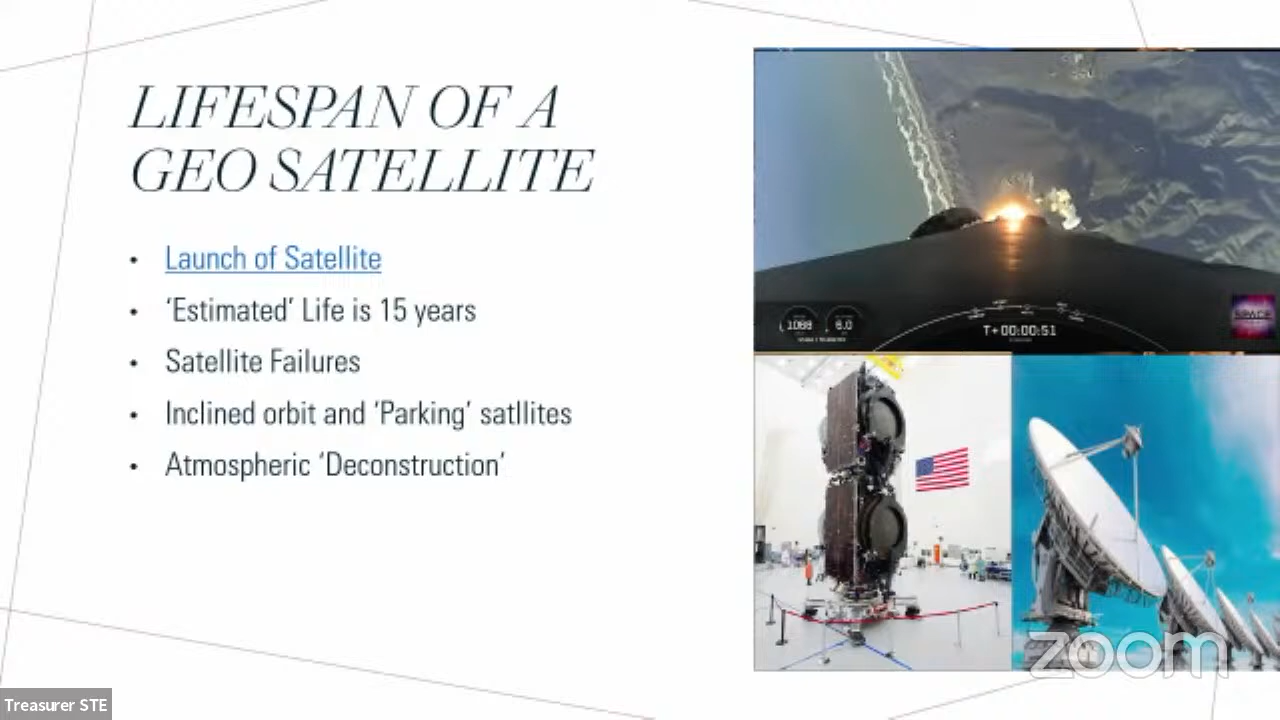 LIFESPAN OF A
GEO SATELLITE
• Launch of Satellite
• ‘Estimated’ Life is 15 years
• Satellite Failures
• Inclined orbit and ‘Parking’ satllites
• Atmospheric ‘Deconstruction’
T+00:00:51
SPACE
zoom
Treasurer STE